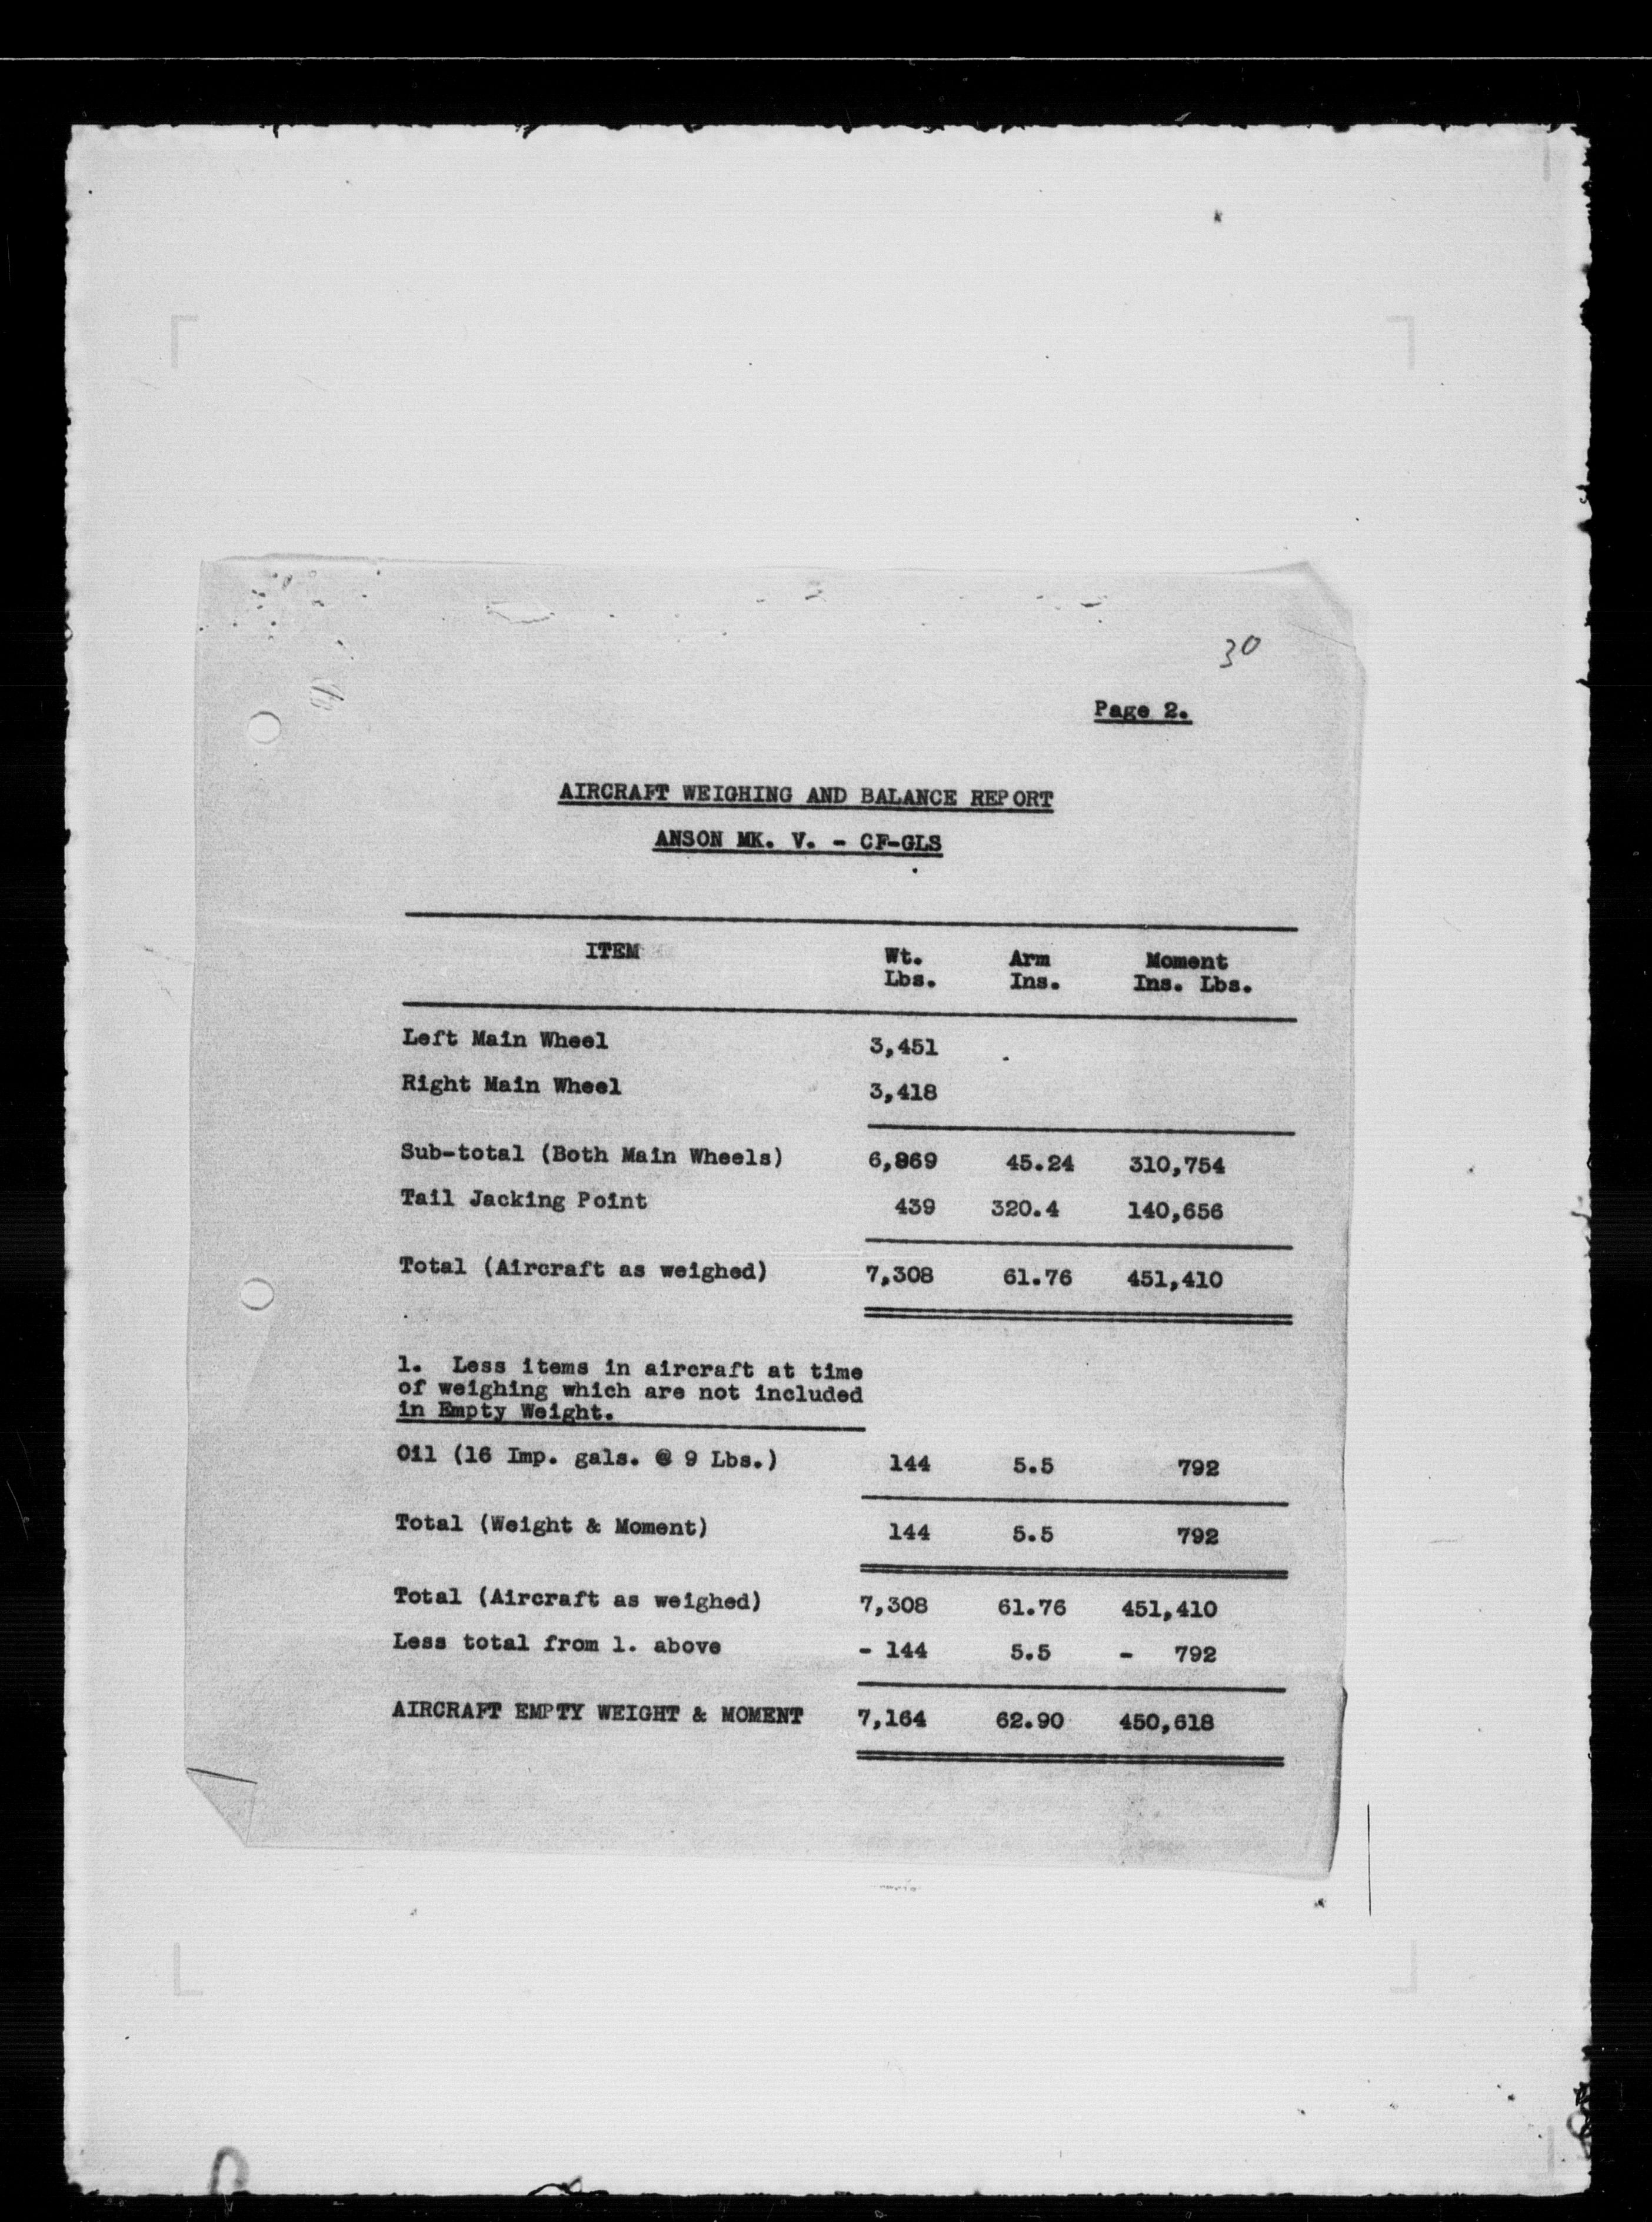 30
Page 2.
AIRCRAFT WEIGHING AND BALANCE REPORT
ANSON MK. V. - CF-GLS
ITEM Wt. Arm Moment
Lbs. Ins. Ins. Lbs.
Left Main Wheel 3,451
Right Main Wheel 3,418
Sub-total (Both Main Wheels) 6,869 45.24 310,754
Tail Jacking Point 439 320.4 140,656
Total (Aircraft as weighed) 7,308 61.76 451,410
1. Less items in aircraft at time
of weighing which are not included
in Empty Weight.
Oil (16 Imp. gals. @ 9 Lbs.) 144 5.5 792
Total (Weight & Moment) 144 5.5 792
Total (Aircraft as weighed) 7,308 61.76 451,410
Less total from 1. above - 144 5.5 - 792
AIRCRAFT EMPTY WEIGHT & MOMENT 7,164 62.90 450,618